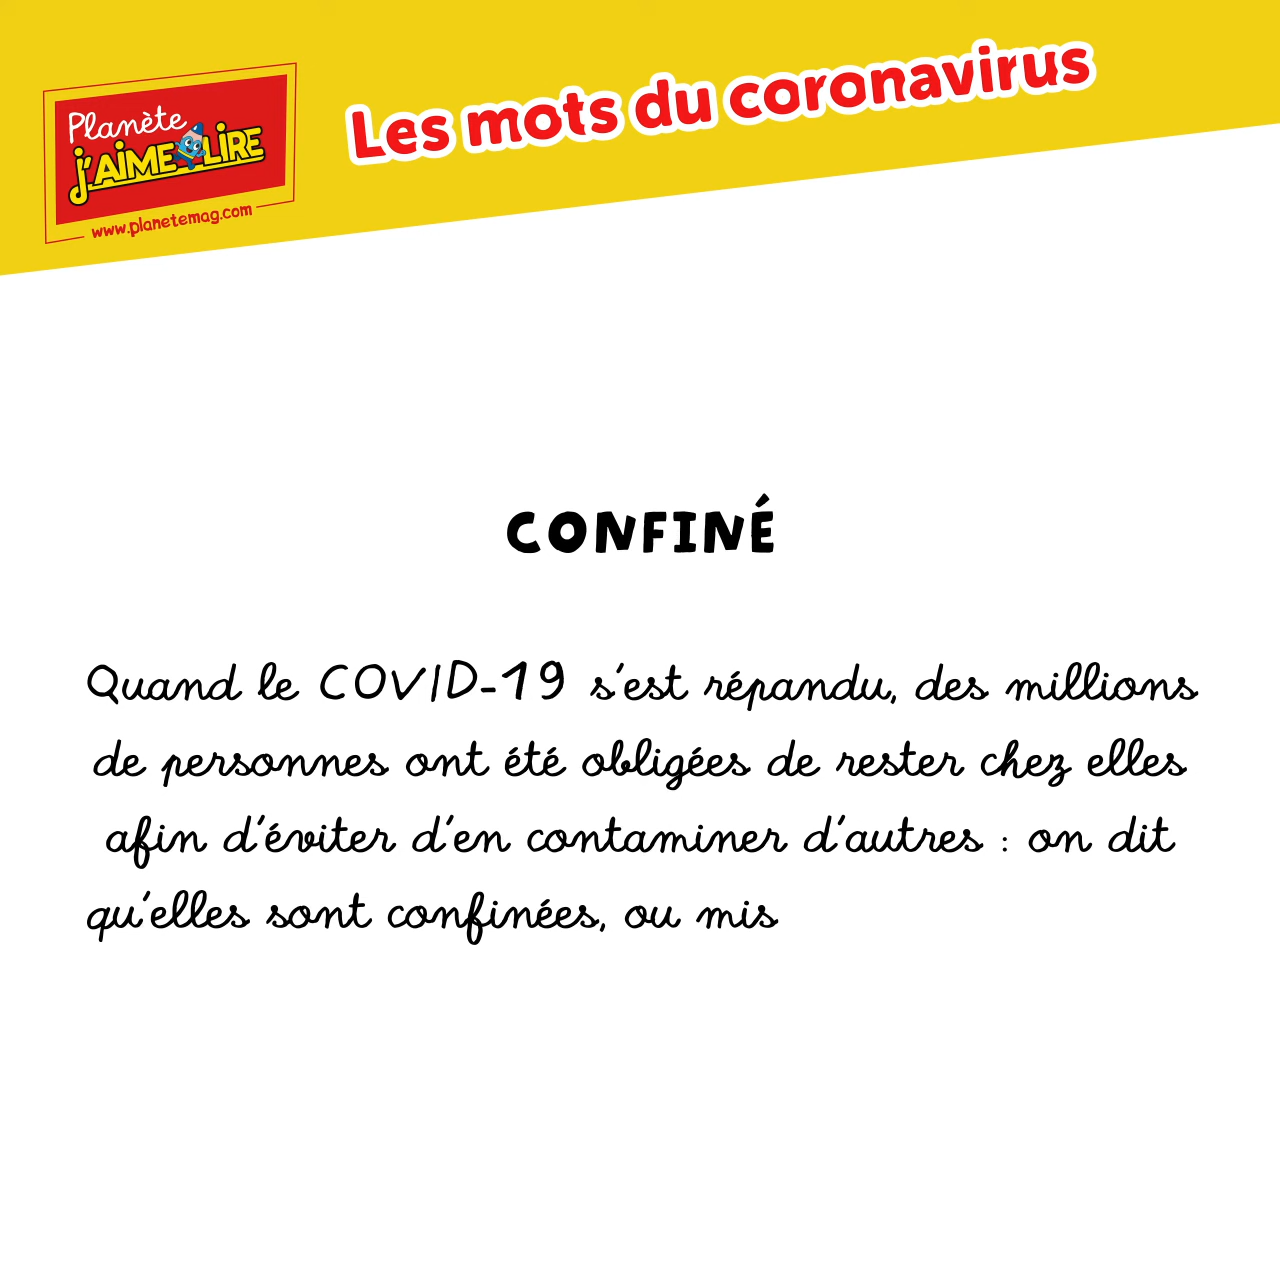 Planète
j'AiME LiRE
www.planetemag.com
Les mots du coronavirus
CONFINÉ
Quand le COVID-19 s'est répandu, des millions
de personnes ont été obligées de rester chez elles
afin d'éviter d'en contaminer d'autres : on dit
qu'elles sont confinées, ou mis